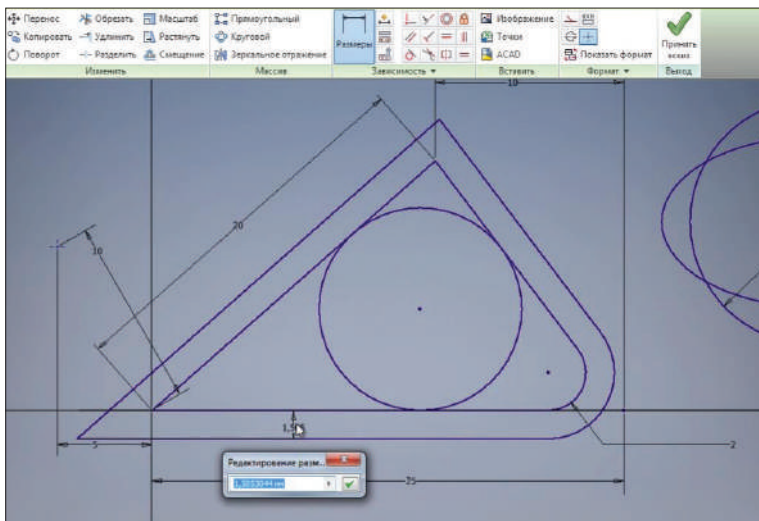 Перенос Обрезать Масштаб Прямоугольный Изображение
Копировать Удлинить Растянуть Круговой Размеры Точки
Поворот Разделить Смещение Зеркальное отражение ACAD Показать формат Принять эскиз
Изменить Массив Зависимость Вставить Формат Выход
10
20
10
1,5
5
2
Редактирование разм...
25